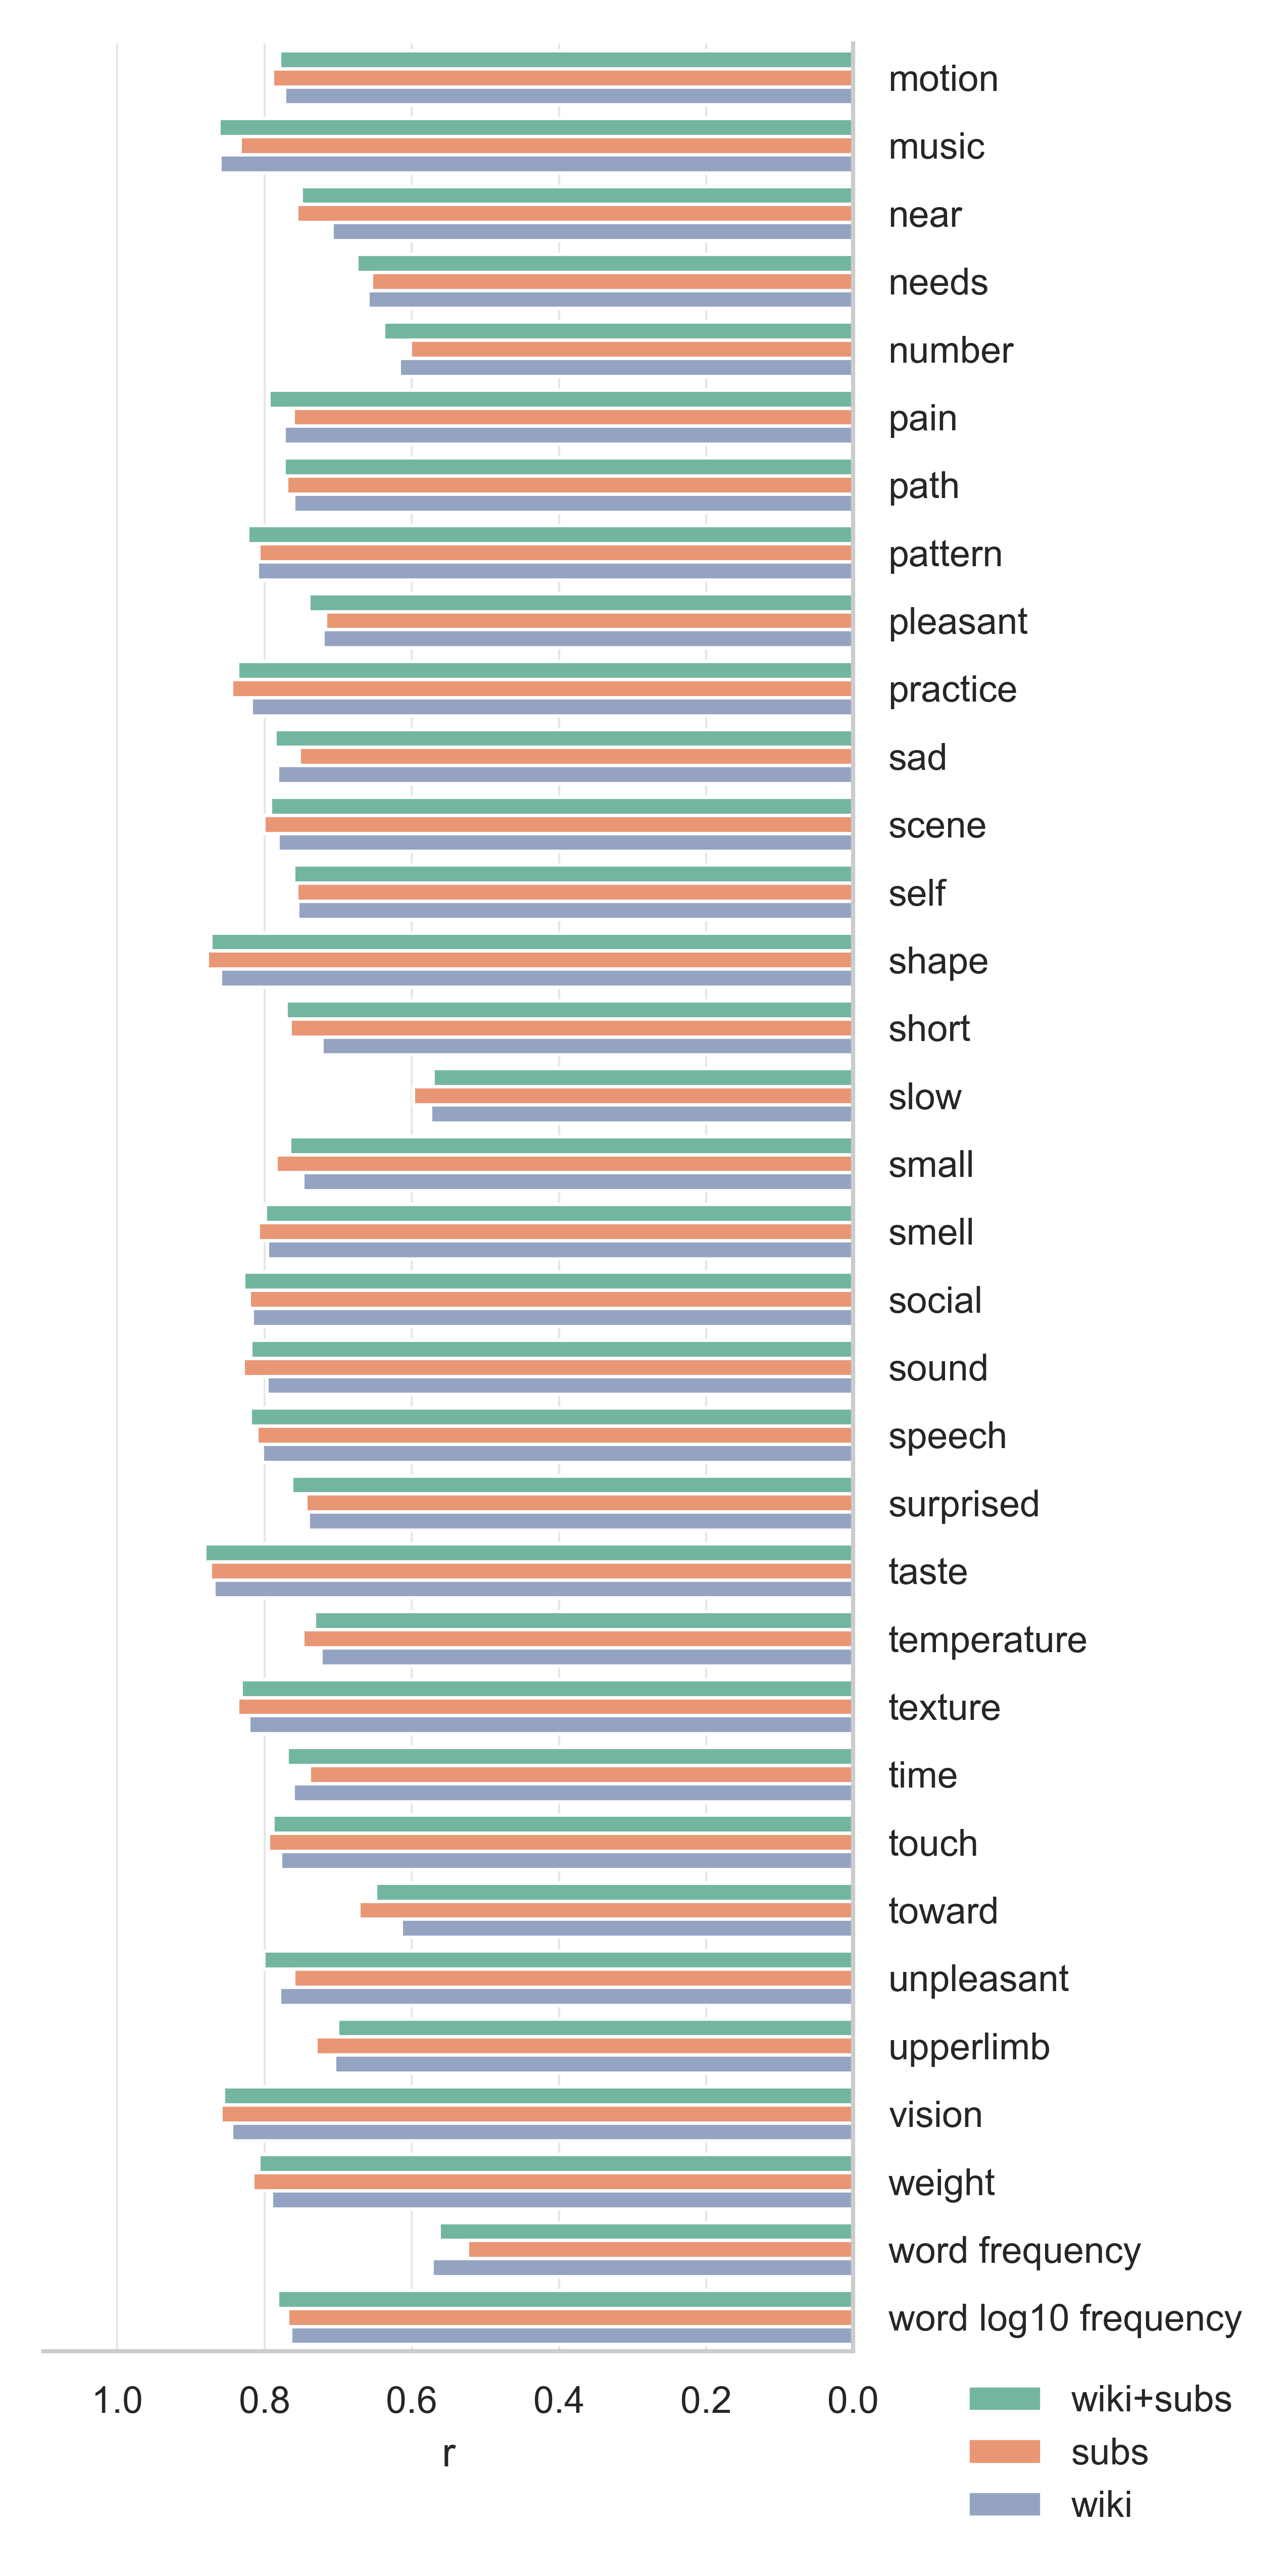 motion
music
near
needs
number
pain
path
pattern
pleasant
practice
sad
scene
self
shape
short
slow
small
smell
social
sound
speech
surprised
taste
temperature
texture
time
touch
toward
unpleasant
upperlimb
vision
weight
word frequency
word log10 frequency
1.0 0.8 0.6 0.4 0.2 0.0
r
wiki+subs
subs
wiki